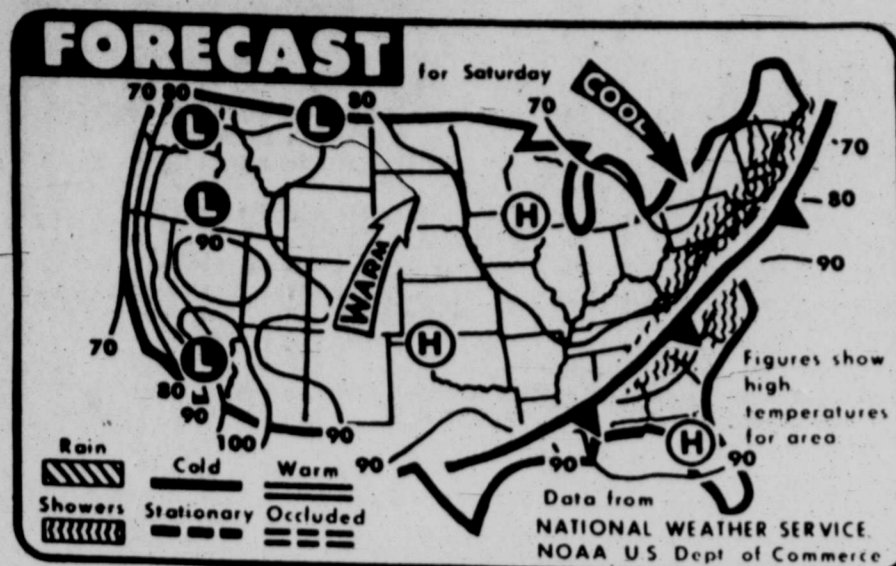 FORECAST
for Saturday
70 80
L
L
80
70
COOL
70
80
L
90
H
90
WARM
70
L
H
80
90
100
90
90
90
H
90
Figures show
high
temperatures
for area
Rain
Cold
Warm
Showers
Stationary
Occluded
Data from
NATIONAL WEATHER SERVICE
NOAA U S Dept of Commerce